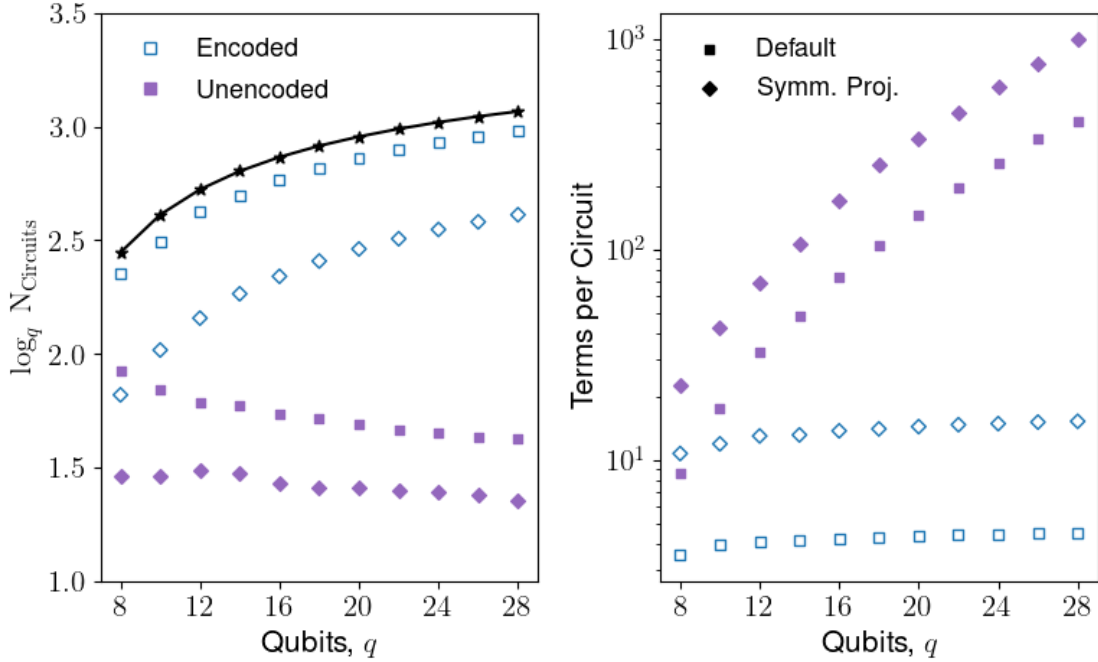 3.5
3.0
2.5
2.0
1.5
1.0
log_q N_Circuits
Encoded
Unencoded
8 12 16 20 24 28
Qubits, q
10^3
10^2
10^1
Terms per Circuit
Default
Symm. Proj.
8 12 16 20 24 28
Qubits, q